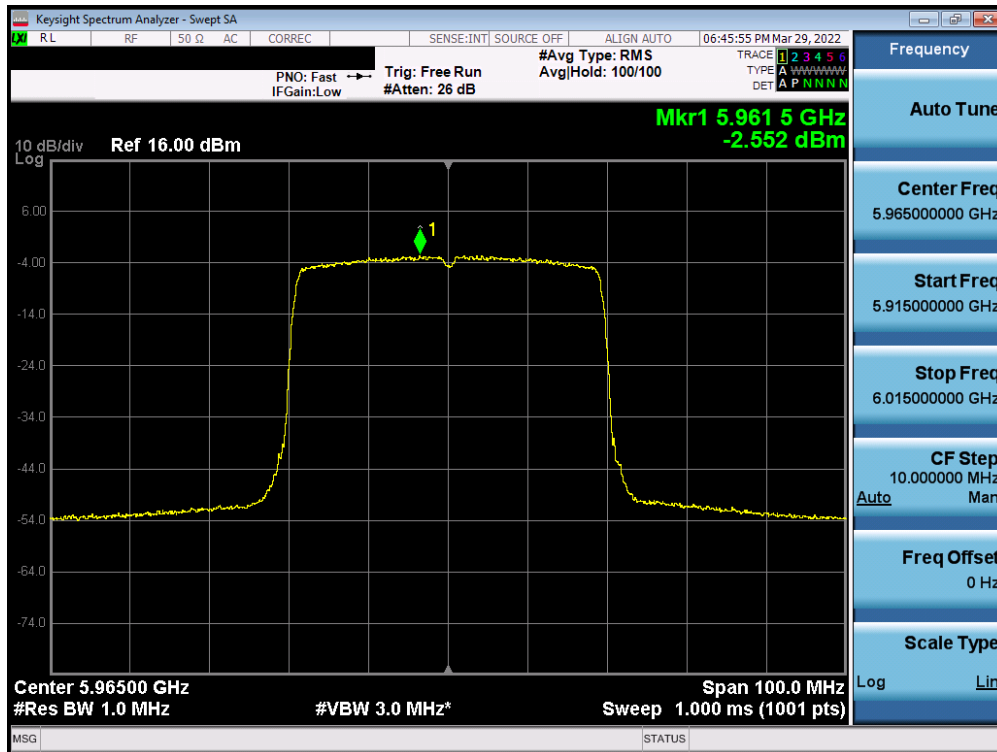 Keysight Spectrum Analyzer - Swept SA
LXI RL RF 50 Ω AC CORREC SENSE:INT SOURCE OFF ALIGN AUTO 06:45:55 PM Mar 29, 2022
PNO: Fast
IFGain:Low
Trig: Free Run
#Atten: 26 dB
#Avg Type: RMS
Avg|Hold: 100/100
TRACE 1 2 3 4 5 6
TYPE A WWWWW
DET A P N N N N
Mkr1 5.961 5 GHz
-2.552 dBm
10 dB/div Ref 16.00 dBm
Log
1
6.00
-4.00
-14.0
-24.0
-34.0
-44.0
-54.0
-64.0
-74.0
Center 5.96500 GHz Span 100.0 MHz
#Res BW 1.0 MHz #VBW 3.0 MHz* Sweep 1.000 ms (1001 pts)
MSG STATUS
Frequency
Auto Tune
Center Freq
5.965000000 GHz
Start Freq
5.915000000 GHz
Stop Freq
6.015000000 GHz
CF Step
10.000000 MHz
Auto Man
Freq Offset
0 Hz
Scale Type
Log Lin